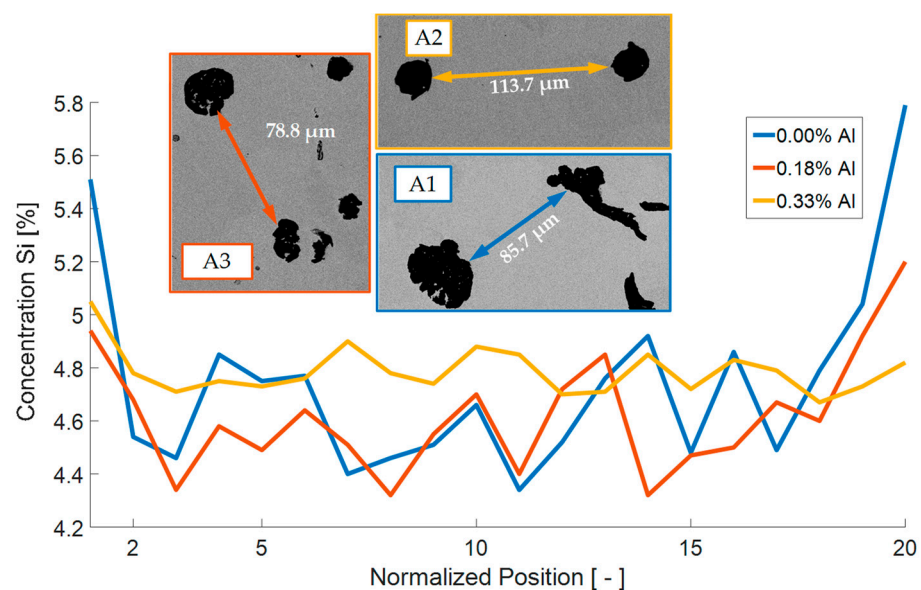 A2
113.7 µm
A3
78.8 µm
A1
85.7 µm
0.00% Al
0.18% Al
0.33% Al
Concentration Si [%]
5.8
5.6
5.4
5.2
5
4.8
4.6
4.4
4.2
2
5
10
15
20
Normalized Position [ - ]